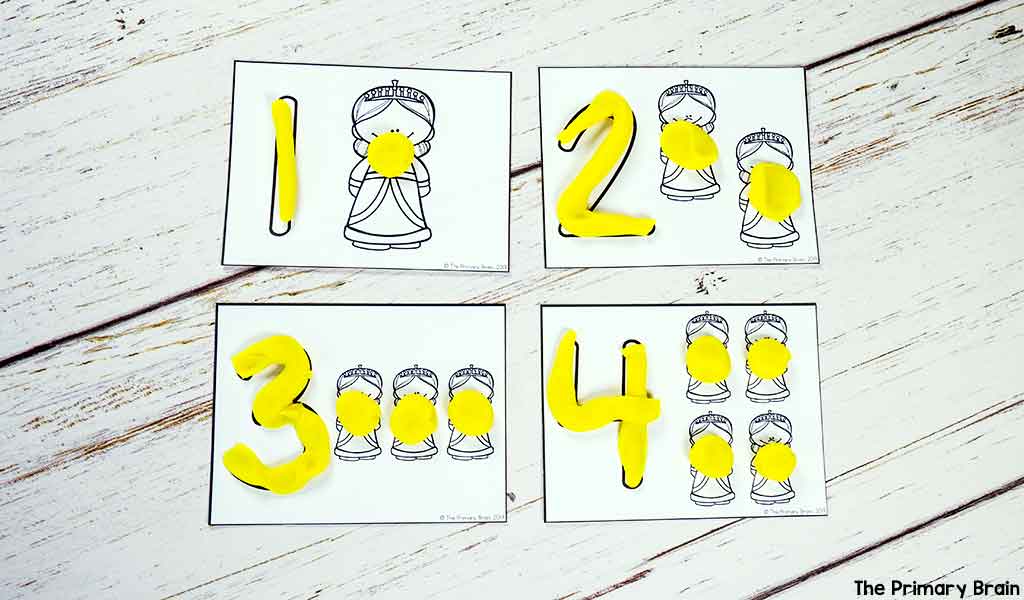 1
© The Primary Brain, 2019
2
© The Primary Brain, 2019
3
© The Primary Brain, 2019
4
© The Primary Brain, 2019
The Primary Brain